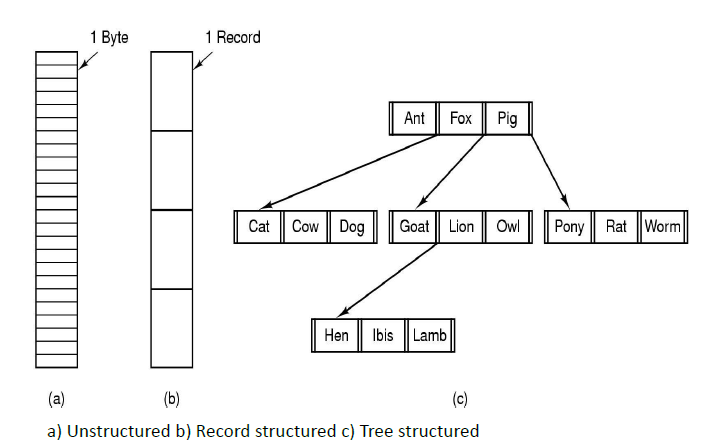 1 Byte
1 Record
Ant Fox Pig
Cat Cow Dog
Goat Lion Owl
Pony Rat Worm
Hen Ibis Lamb
(a)
(b)
(c)
a) Unstructured b) Record structured c) Tree structured